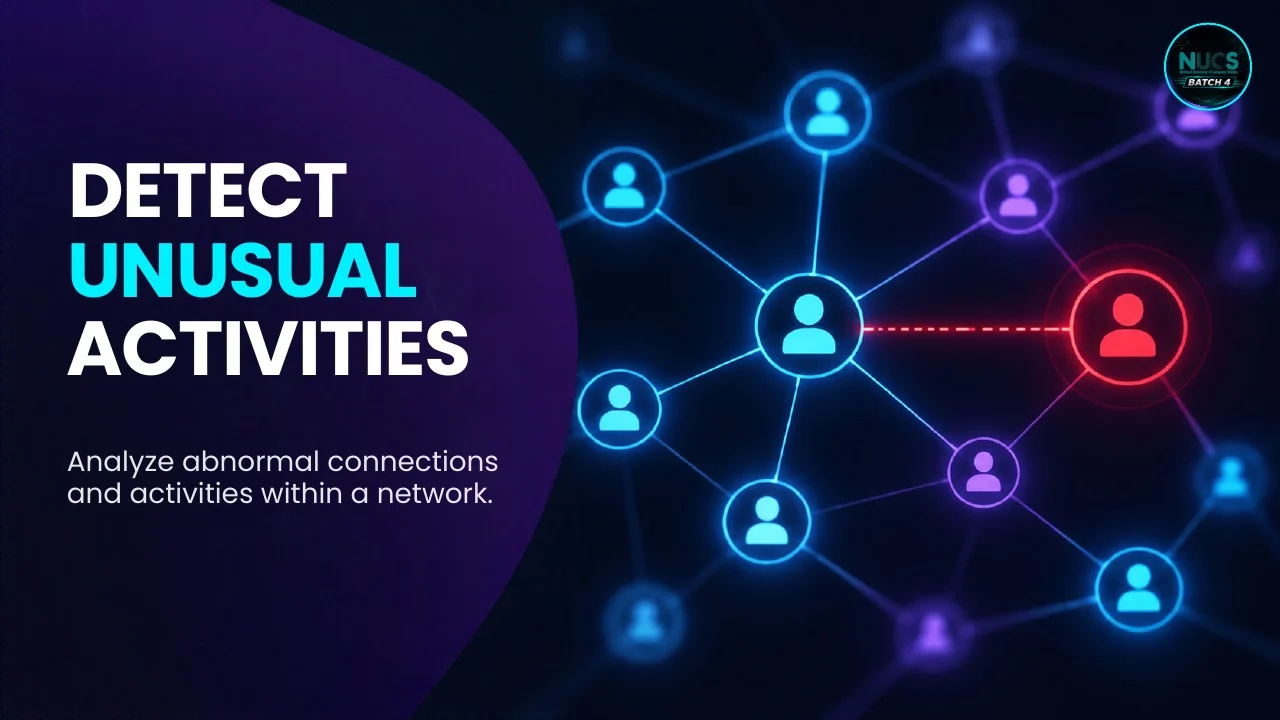 DETECT
UNUSUAL
ACTIVITIES
Analyze abnormal connections
and activities within a network.
NUCS
BATCH 4